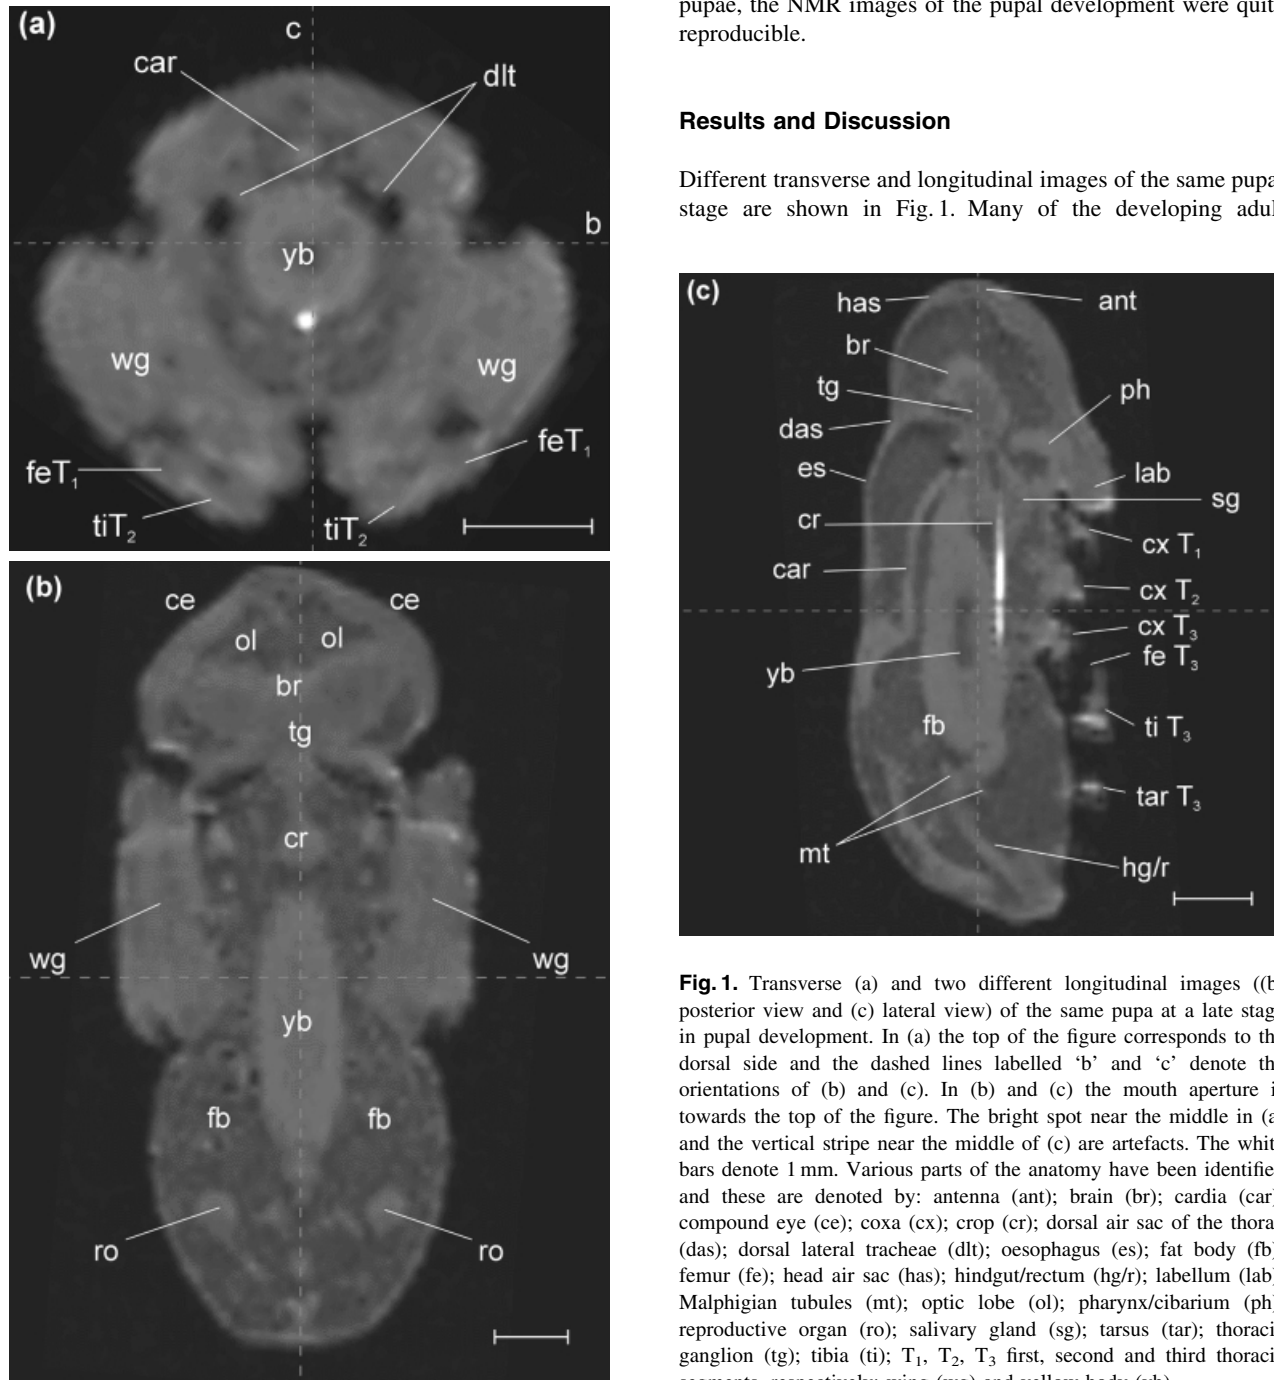 (a)
c
car
dlt
b
yb
wg
wg
feT1
feT1
tiT2
tiT2
(b)
ce
ce
ol
ol
br
tg
cr
wg
wg
yb
fb
fb
ro
ro
pupae, the NMR images of the pupal development were quit
reproducible.
Results and Discussion
Different transverse and longitudinal images of the same pupa
stage are shown in Fig. 1. Many of the developing adul
(c)
has
ant
br
tg
ph
das
es
lab
sg
cr
cx T1
car
cx T2
cx T3
fe T3
yb
fb
ti T3
tar T3
mt
hg/r
Fig. 1. Transverse (a) and two different longitudinal images ((b
posterior view and (c) lateral view) of the same pupa at a late stag
in pupal development. In (a) the top of the figure corresponds to th
dorsal side and the dashed lines labelled ‘b’ and ‘c’ denote th
orientations of (b) and (c). In (b) and (c) the mouth aperture i
towards the top of the figure. The bright spot near the middle in (a
and the vertical stripe near the middle of (c) are artefacts. The whit
bars denote 1 mm. Various parts of the anatomy have been identifie
and these are denoted by: antenna (ant); brain (br); cardia (car)
compound eye (ce); coxa (cx); crop (cr); dorsal air sac of the thora
(das); dorsal lateral tracheae (dlt); oesophagus (es); fat body (fb)
femur (fe); head air sac (has); hindgut/rectum (hg/r); labellum (lab)
Malphigian tubules (mt); optic lobe (ol); pharynx/cibarium (ph)
reproductive organ (ro); salivary gland (sg); tarsus (tar); thoraci
ganglion (tg); tibia (ti); T1, T2, T3 first, second and third thoraci